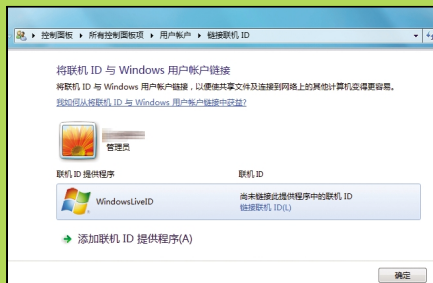 控制面板 ▸ 所有控制面板项 ▸ 用户帐户 ▸ 链接联机 ID
将联机 ID 与 Windows 用户帐户链接
将联机 ID 与 Windows 用户帐户链接，以便使共享文件及连接到网络上的其他计算机变得更容易。
我如何从将联机 ID 与 Windows 用户帐户链接中获益?
管理员
联机 ID 提供程序 联机 ID
WindowsLiveID 尚未链接此提供程序中的联机 ID
链接联机 ID(L)
添加联机 ID 提供程序(A)
确定